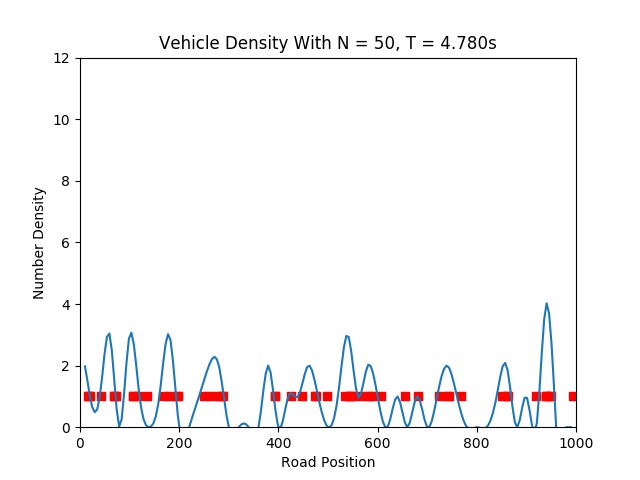 Vehicle Density With N = 50, T = 4.780s
12
10
8
6
4
2
0
Number Density
0 200 400 600 800 1000
Road Position